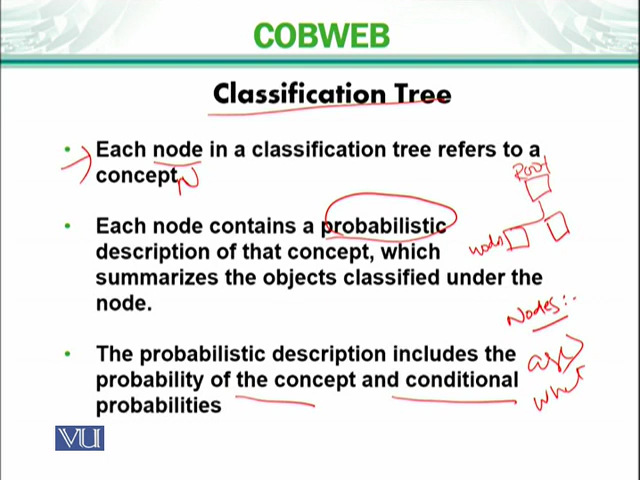 COBWEB
Classification Tree
• Each node in a classification tree refers to a
concept
N
Root
• Each node contains a probabilistic
description of that concept, which
summarizes the objects classified under the
node.
node
Nodes:-
• The probabilistic description includes the
probability of the concept and conditional
probabilities
what
VU